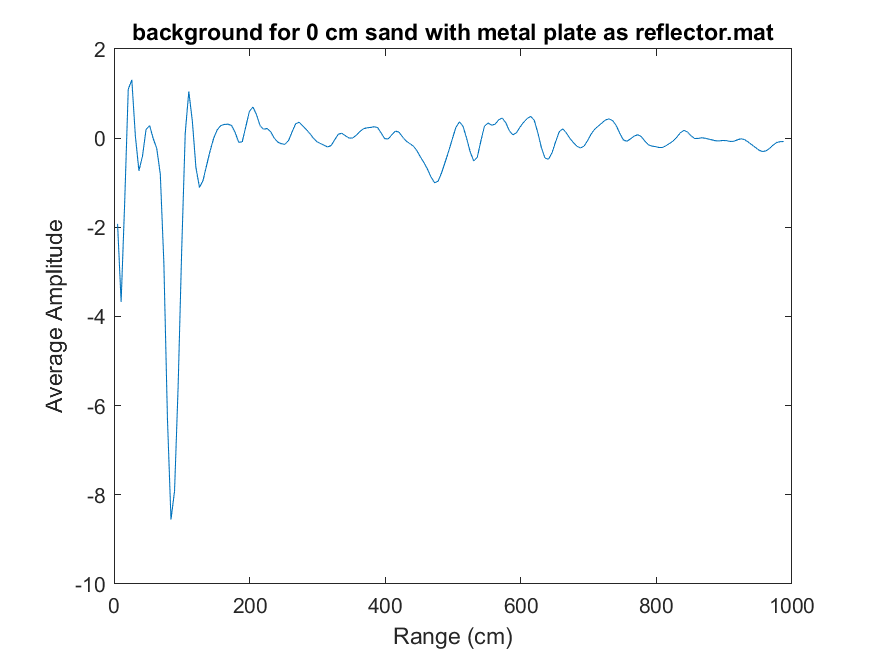 background for 0 cm sand with metal plate as reflector.mat
2
0
-2
-4
-6
-8
-10
Average Amplitude
0 200 400 600 800 1000
Range (cm)